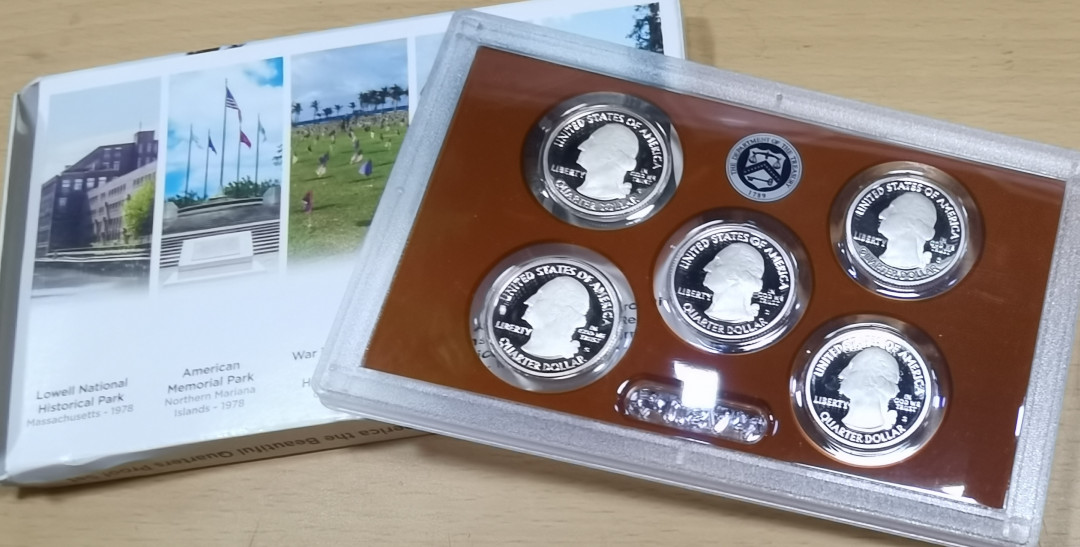 Lowell National
Historical Park
Massachusetts - 1978
American
Memorial Park
Northern Mariana
Islands - 1978
War
H
America the Beautiful Quarters Proof Set
UNITED STATES OF AMERICA
LIBERTY
IN
GOD WE
TRUST
S
QUARTER DOLLAR
THE DEPARTMENT OF THE TREASURY
1789
UNITED STATES OF AMERICA
LIBERTY
IN
GOD WE
TRUST
S
QUARTER DOLLAR
UNITED STATES OF AMERICA
LIBERTY
IN
GOD WE
TRUST
S
QUARTER DOLLAR
UNITED STATES OF AMERICA
LIBERTY
IN
GOD WE
TRUST
S
QUARTER DOLLAR
UNITED STATES OF AMERICA
LIBERTY
IN
GOD WE
TRUST
S
QUARTER DOLLAR